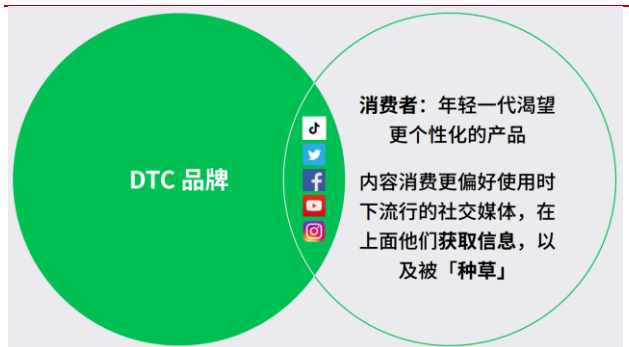 DTC 品牌
消费者：年轻一代渴望
更个性化的产品
内容消费更偏好使用时
下流行的社交媒体，在
上面他们获取信息，以
及被「种草」